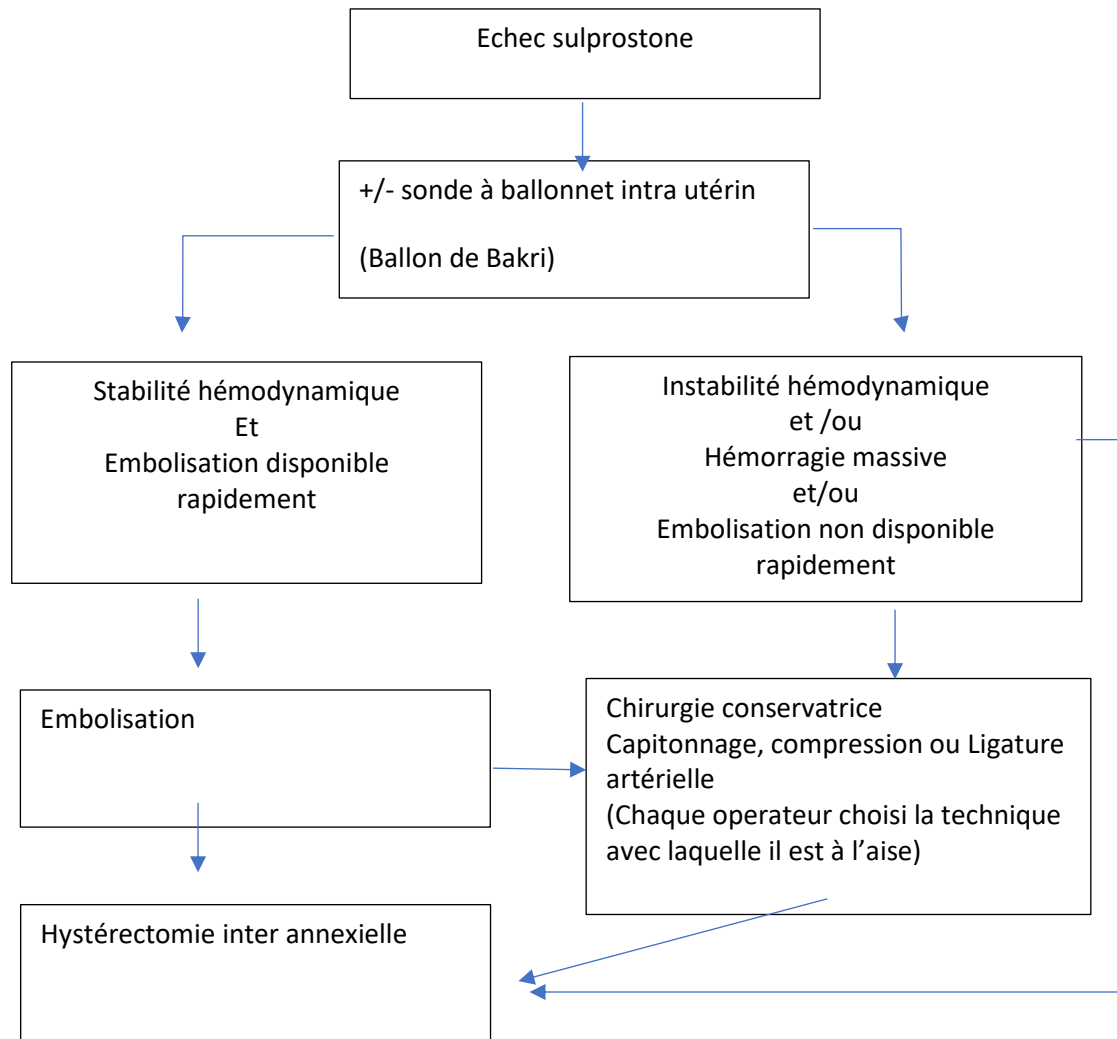 Echec sulprostone
+/- sonde à ballonnet intra utérin
(Ballon de Bakri)
Stabilité hémodynamique
Et
Embolisation disponible
rapidement
Instabilité hémodynamique
et /ou
Hémorragie massive
et/ou
Embolisation non disponible
rapidement
Embolisation
Chirurgie conservatrice
Capitonnage, compression ou Ligature
artérielle
(Chaque operateur choisi la technique
avec laquelle il est à l’aise)
Hystérectomie inter annexielle